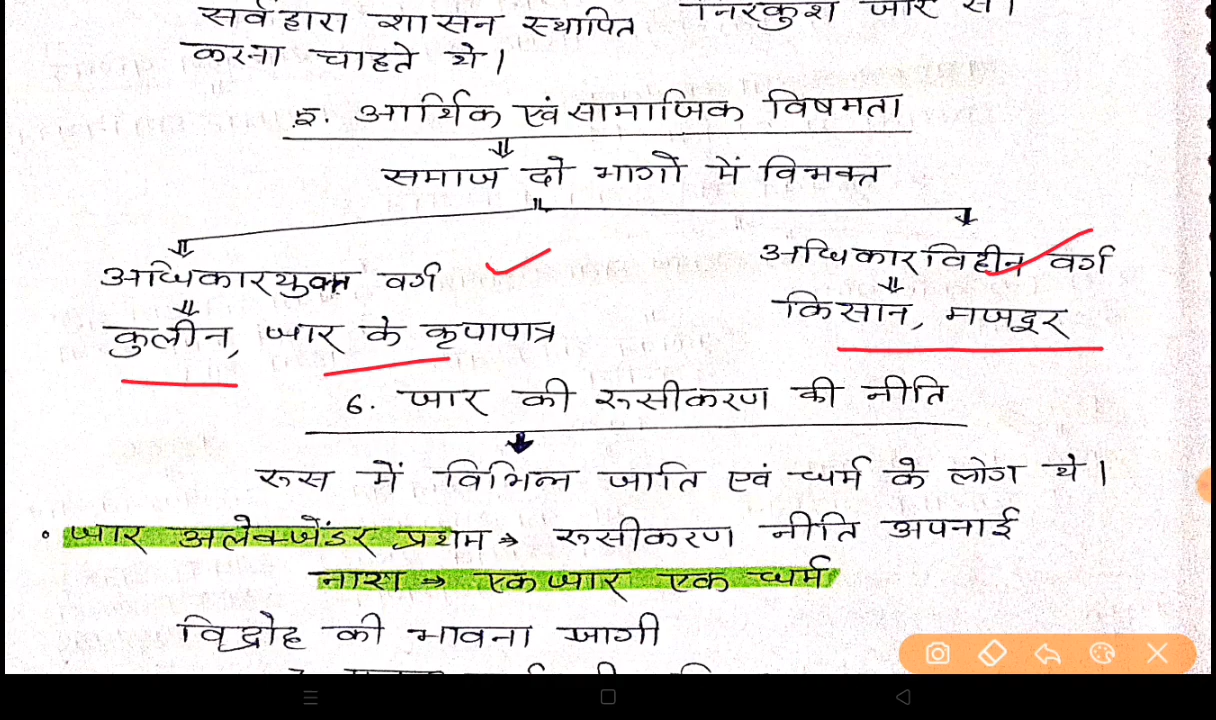 सर्वहारा शासन स्थापित निरंकुश जार से।
करना चाहते थे।
इ. आर्थिक एवं सामाजिक विषमता
समाज दो भागों में विभक्त
अधिकारयुक्त वर्ग
अधिकारविहीन वर्ग
कुलीन, जार के कृपापात्र
किसान, मजदूर
6. जार की रूसीकरण की नीति
रूस में विभिन्न जाति एवं धर्म के लोग थे।
• जार अलेक्जेंडर प्रथम → रूसीकरण नीति अपनाई
नारा → एक जार एक धर्म
विद्रोह की भावना जागी